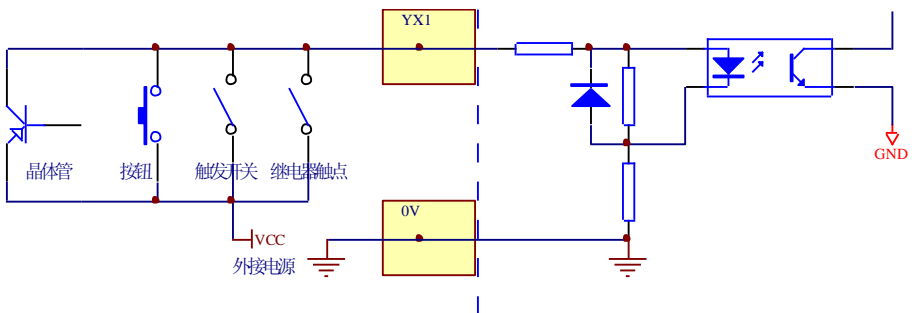 YX1
GND
晶体管
按钮
触发开关
继电器触点
0V
VCC
外接电源